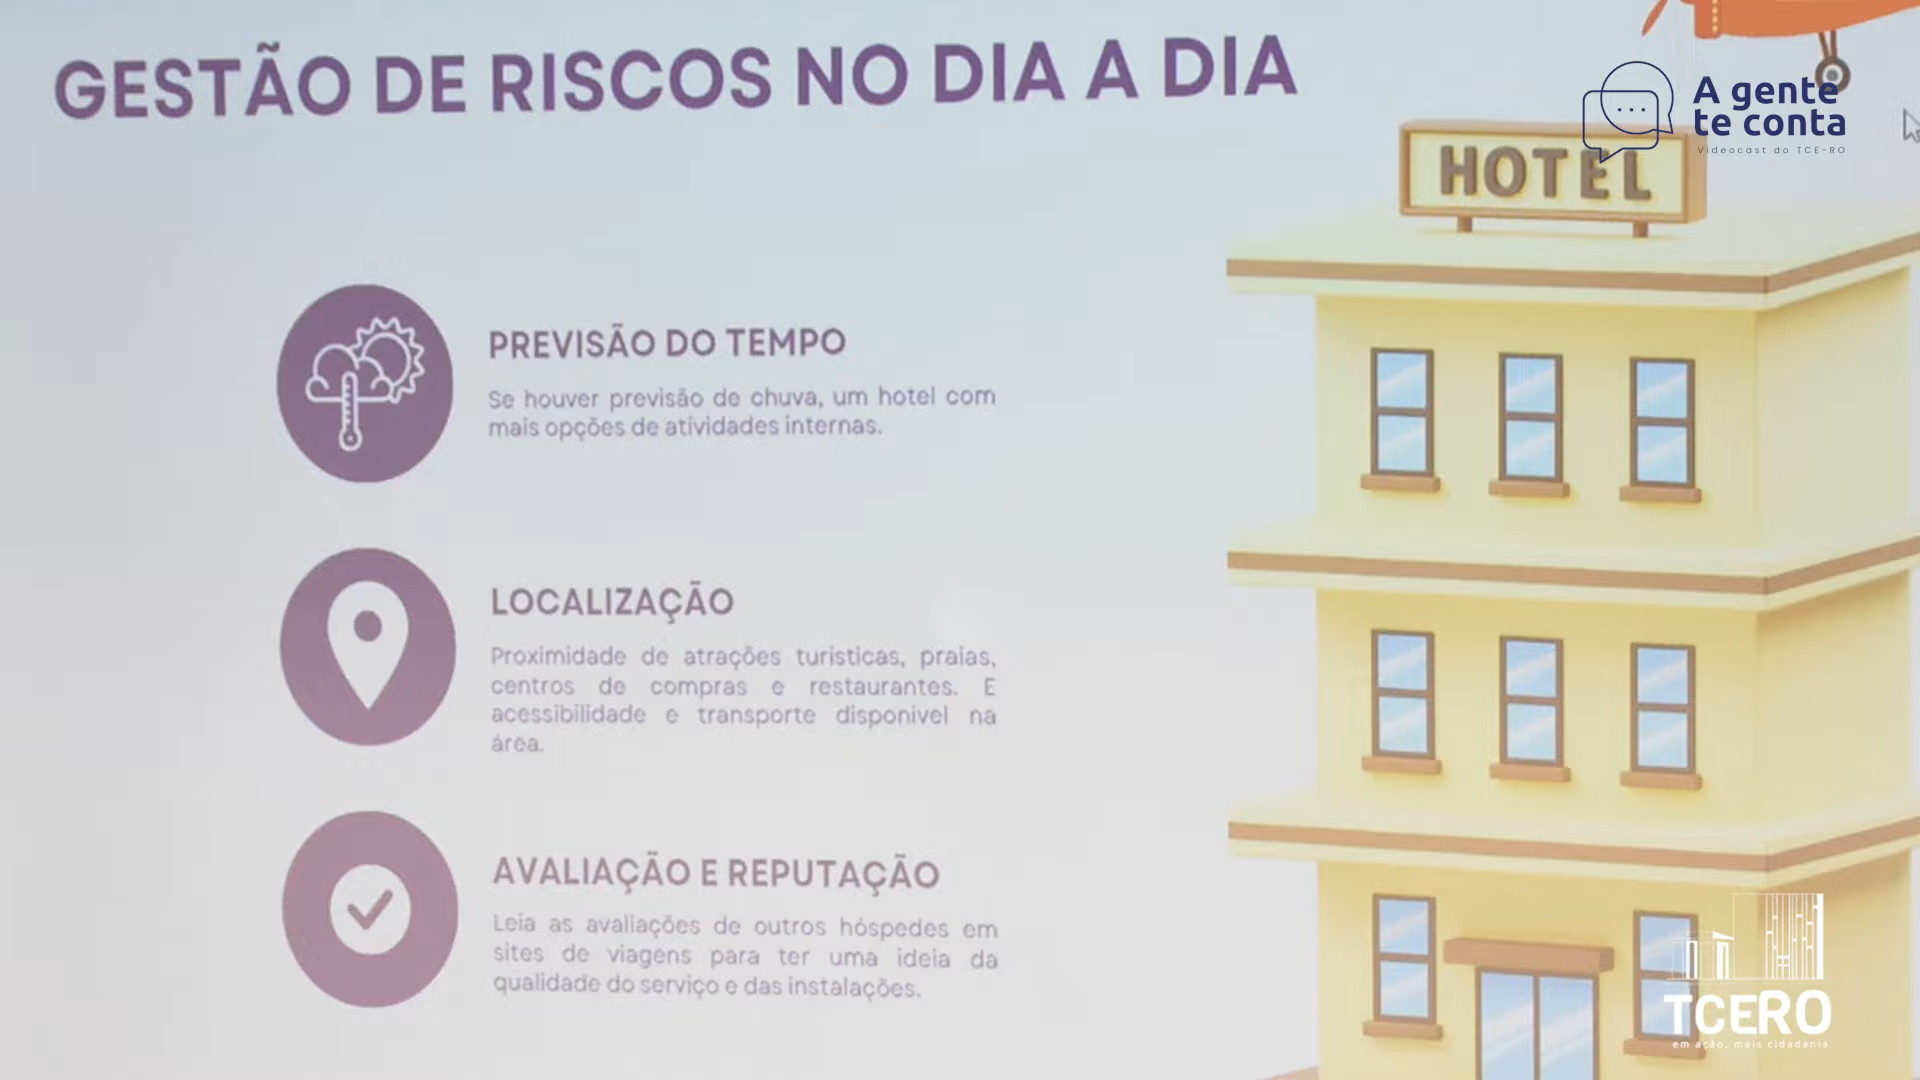 GESTÃO DE RISCOS NO DIA A DIA
A gente
te conta
Videocast do TCE-RO
HOTEL
PREVISÃO DO TEMPO
Se houver previsão de chuva, um hotel com
mais opções de atividades internas.
LOCALIZAÇÃO
Proximidade de atrações turisticas, praias,
centros de compras e restaurantes. E
acessibilidade e transporte disponivel na
área.
AVALIAÇÃO E REPUTAÇÃO
Leia as avaliações de outros hóspedes em
sites de viagens para ter uma ideia da
qualidade do serviço e das instalações.
TCERO
em ação, mais cidadania